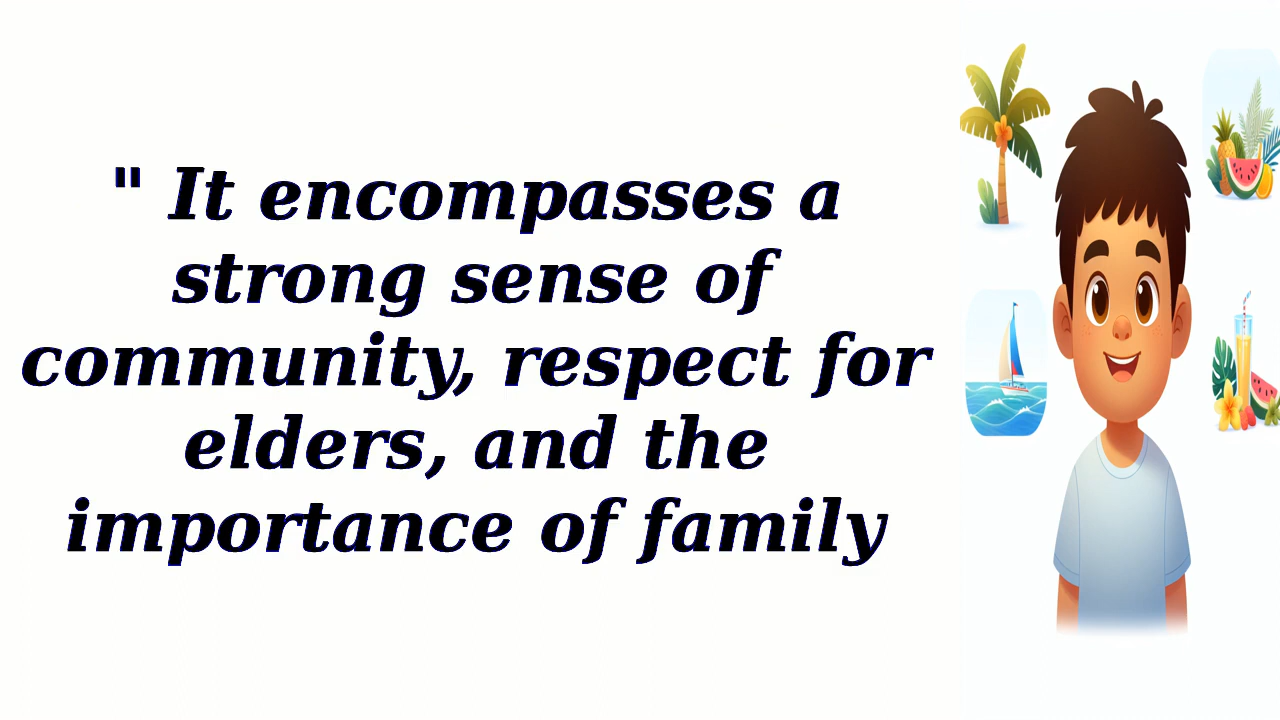 " It encompasses a
strong sense of
community, respect for
elders, and the
importance of family